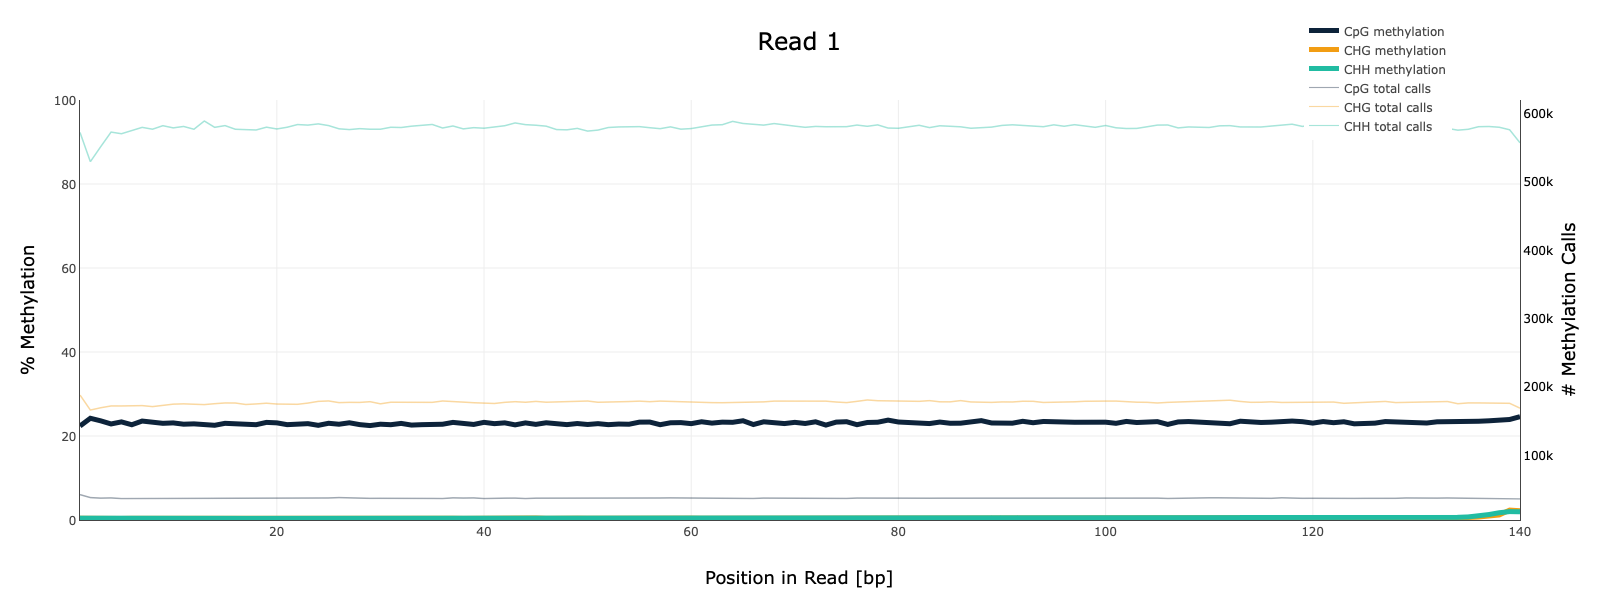 Read 1
CpG methylation
CHG methylation
CHH methylation
CpG total calls
CHG total calls
CHH total calls
100
80
60
40
20
0
% Methylation
600k
500k
400k
300k
200k
100k
# Methylation Calls
20
40
60
80
100
120
140
Position in Read [bp]